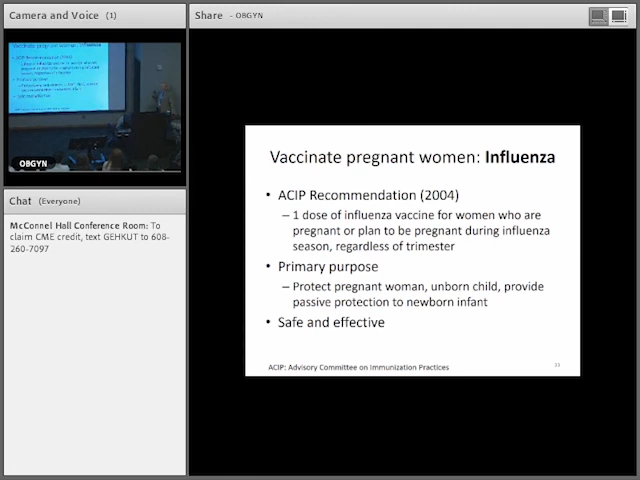 Camera and Voice (1)
Share - OBGYN
OBGYN
Chat (Everyone)
McConnel Hall Conference Room: To
claim CME credit, text GEHKUT to 608-
260-7097
Vaccinate pregnant women: Influenza
• ACIP Recommendation (2004)
– 1 dose of influenza vaccine for women who are
pregnant or plan to be pregnant during influenza
season, regardless of trimester
• Primary purpose
– Protect pregnant woman, unborn child, provide
passive protection to newborn infant
• Safe and effective
ACIP: Advisory Committee on Immunization Practices